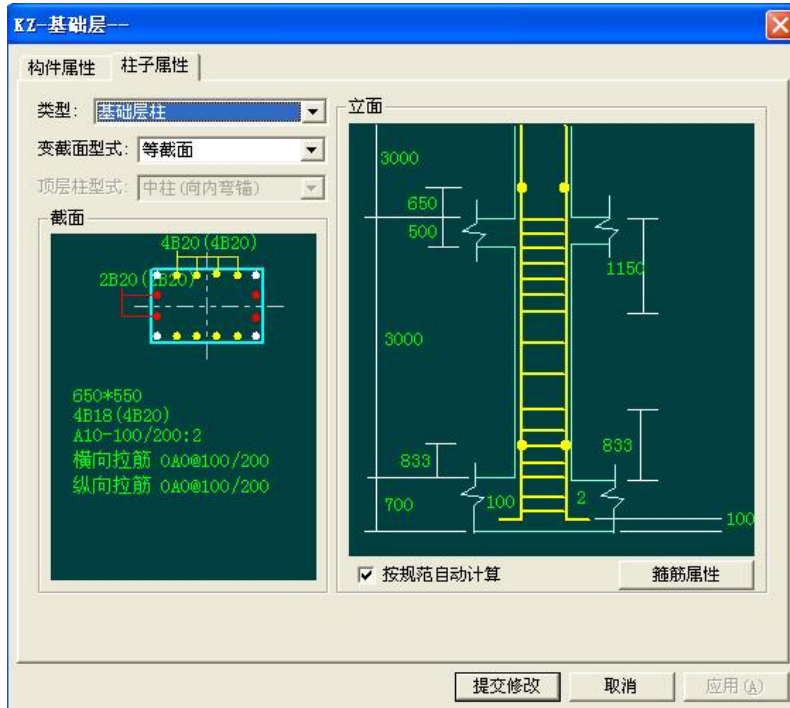 KZ-基础层--
构件属性 柱子属性
类型: 基础层柱
变截面型式: 等截面
顶层柱型式: 中柱(向内弯锚)
截面
4B20(4B20)
2B20(2B20)
650*550
4B18(4B20)
A10-100/200:2
横向拉筋 0A0@100/200
纵向拉筋 0A0@100/200
立面
3000
650
500
1150
3000
833
833
700
100
2
100
按规范自动计算
箍筋属性
提交修改 取消 应用(A)